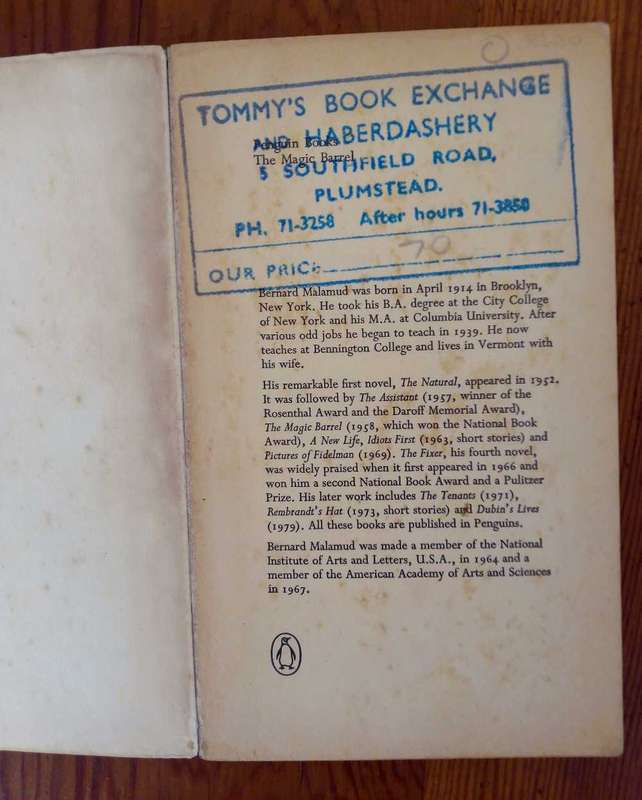 TOMMY'S BOOK EXCHANGE
AND HABERDASHERY
5 SOUTHFIELD ROAD,
PLUMSTEAD.
PH. 71-3258 After hours 71-3850
OUR PRICE 70
Penguin Books
The Magic Barrel
Bernard Malamud was born in April 1914 in Brooklyn,
New York. He took his B.A. degree at the City College
of New York and his M.A. at Columbia University. After
various odd jobs he began to teach in 1939. He now
teaches at Bennington College and lives in Vermont with
his wife.
His remarkable first novel, The Natural, appeared in 1952.
It was followed by The Assistant (1957, winner of the
Rosenthal Award and the Daroff Memorial Award),
The Magic Barrel (1958, which won the National Book
Award), A New Life, Idiots First (1963, short stories) and
Pictures of Fidelman (1969). The Fixer, his fourth novel,
was widely praised when it first appeared in 1966 and
won him a second National Book Award and a Pulitzer
Prize. His later work includes The Tenants (1971),
Rembrandt's Hat (1973, short stories) and Dubin's Lives
(1979). All these books are published in Penguins.
Bernard Malamud was made a member of the National
Institute of Arts and Letters, U.S.A., in 1964 and a
member of the American Academy of Arts and Sciences
in 1967.